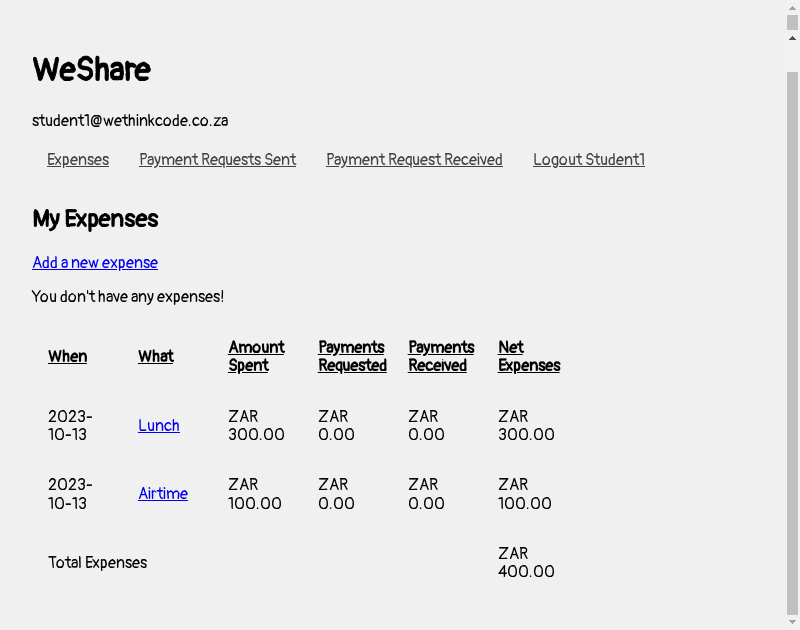 WeShare
student1@wethinkcode.co.za
Expenses Payment Requests Sent Payment Request Received Logout Student1
My Expenses
Add a new expense
You don't have any expenses!
When What Amount Spent Payments Requested Payments Received Net Expenses
2023-10-13 Lunch ZAR 300.00 ZAR 0.00 ZAR 0.00 ZAR 300.00
2023-10-13 Airtime ZAR 100.00 ZAR 0.00 ZAR 0.00 ZAR 100.00
Total Expenses ZAR 400.00